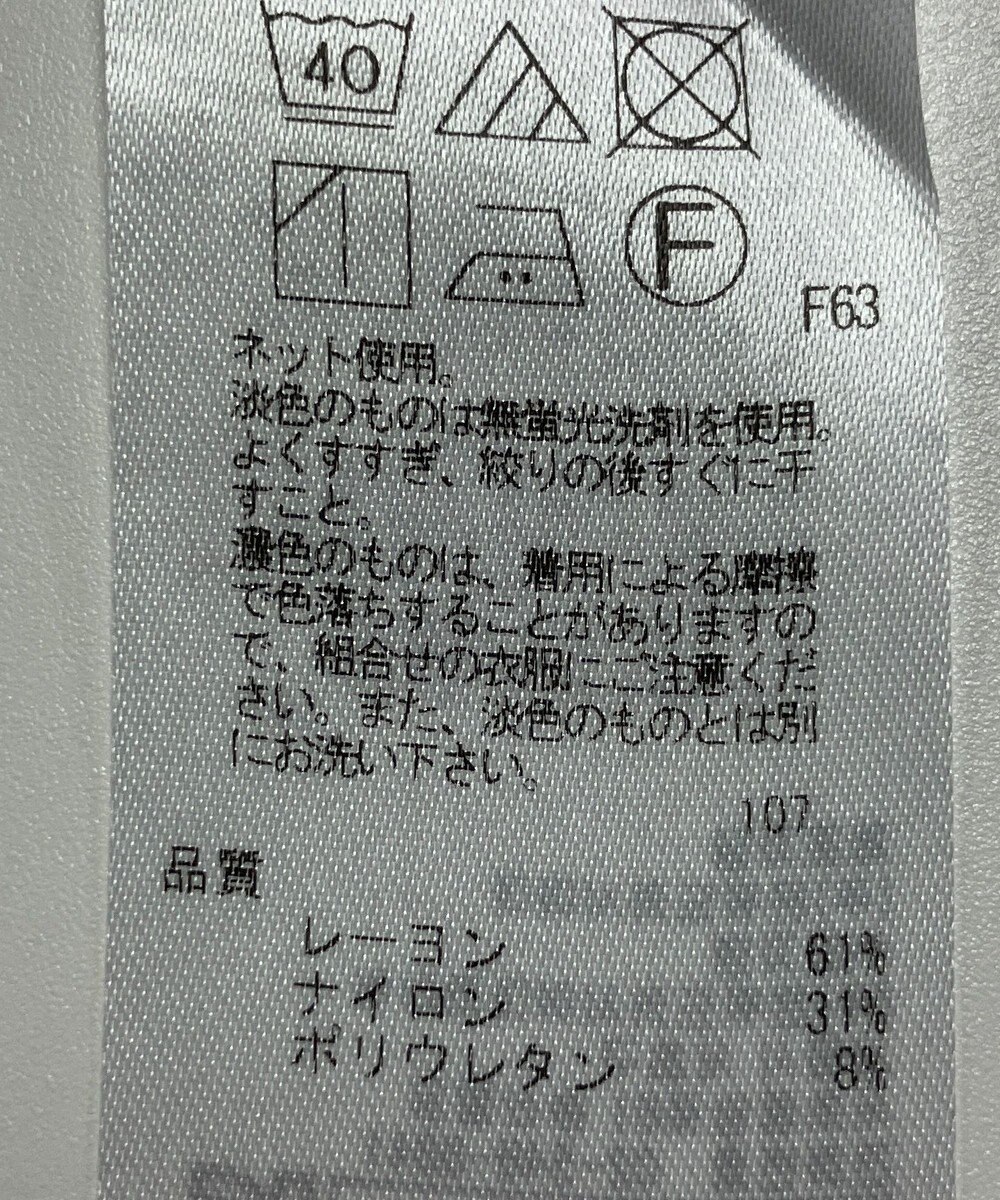 40
F
F63
ネット使用。
淡色のものは無蛍光洗剤を使用。
よくすすぎ、絞りの後すぐに干
すこと。
濃色のものは、着用による摩擦
で色落ちすることがありますの
で、組合せの衣服にご注意くだ
さい。また、淡色のものとは別
にお洗い下さい。
107
品質
レーヨン 61%
ナイロン 31%
ポリウレタン 8%